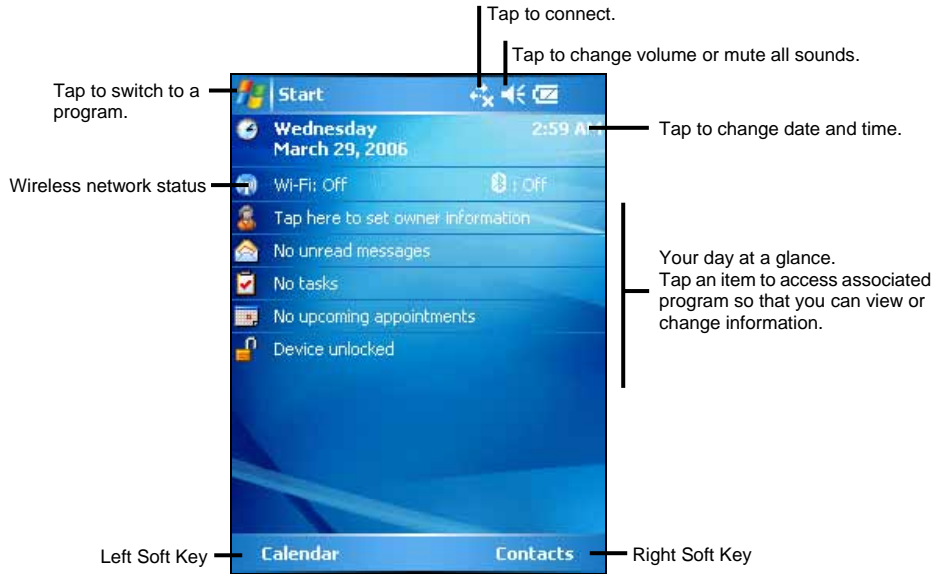 Tap to connect.
Tap to change volume or mute all sounds.
Tap to switch to a
program.
Start
Wednesday
March 29, 2006
2:59 AM
Tap to change date and time.
Wireless network status
Wi-Fi: Off
: Off
Tap here to set owner information
No unread messages
No tasks
No upcoming appointments
Device unlocked
Your day at a glance.
Tap an item to access associated
program so that you can view or
change information.
Left Soft Key
Calendar
Contacts
Right Soft Key